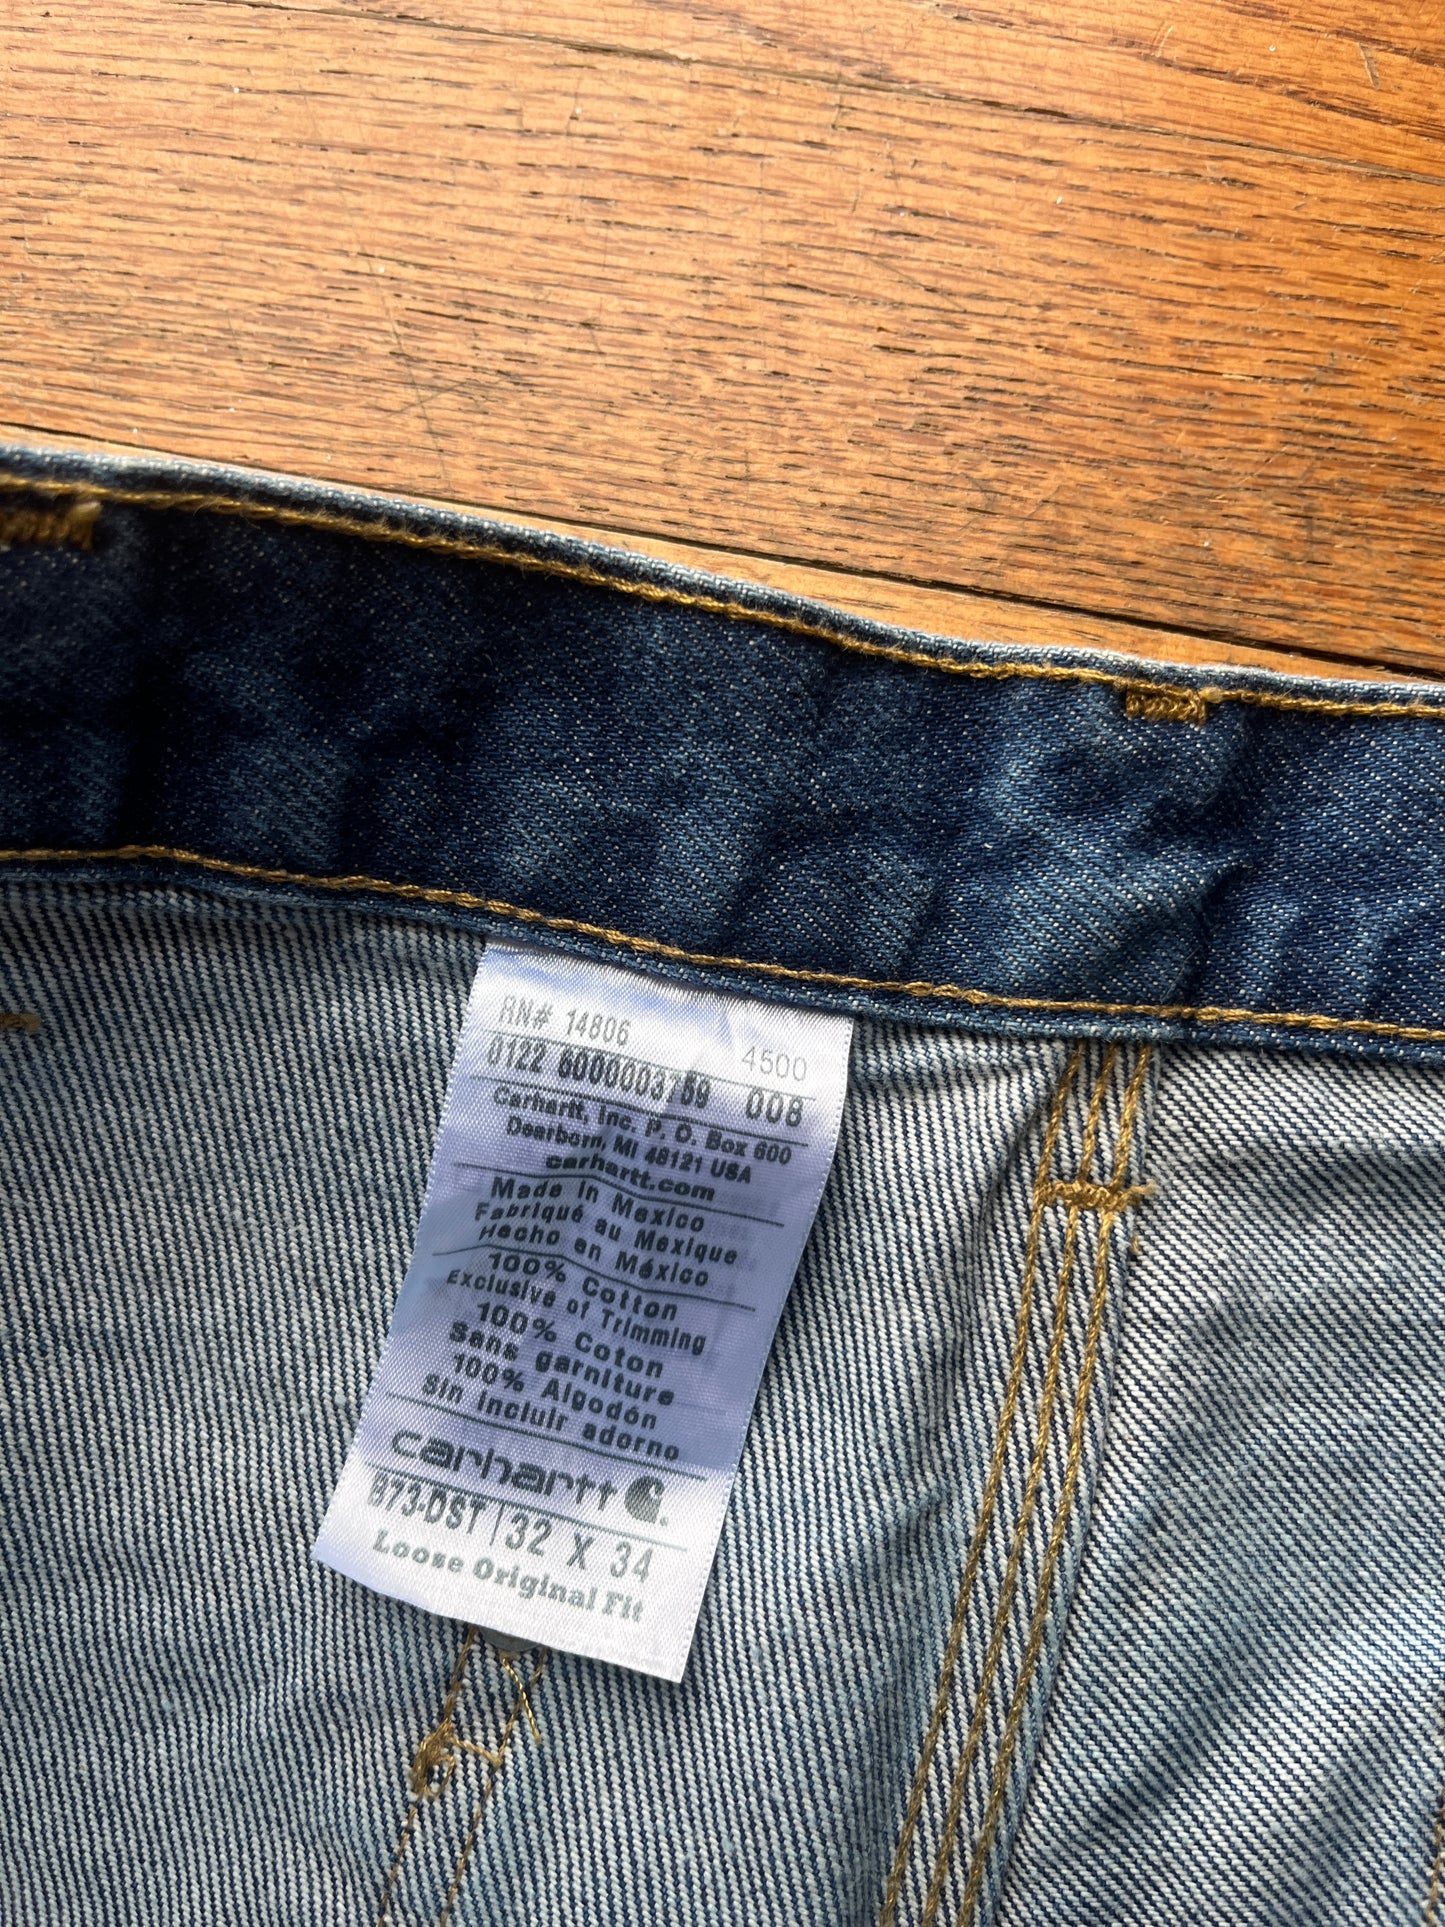 RN# 14806
4500
0122 6000003759 008
Carhartt, Inc. P. O. Box 600
Dearborn, MI 48121 USA
carhartt.com
Made in Mexico
Fabriqué au Mexique
Hecho en México
100% Cotton
Exclusive of Trimming
100% Coton
Sans garniture
100% Algodón
Sin incluir adorno
carhartt
B73-DST | 32 X 34
Loose Original Fit